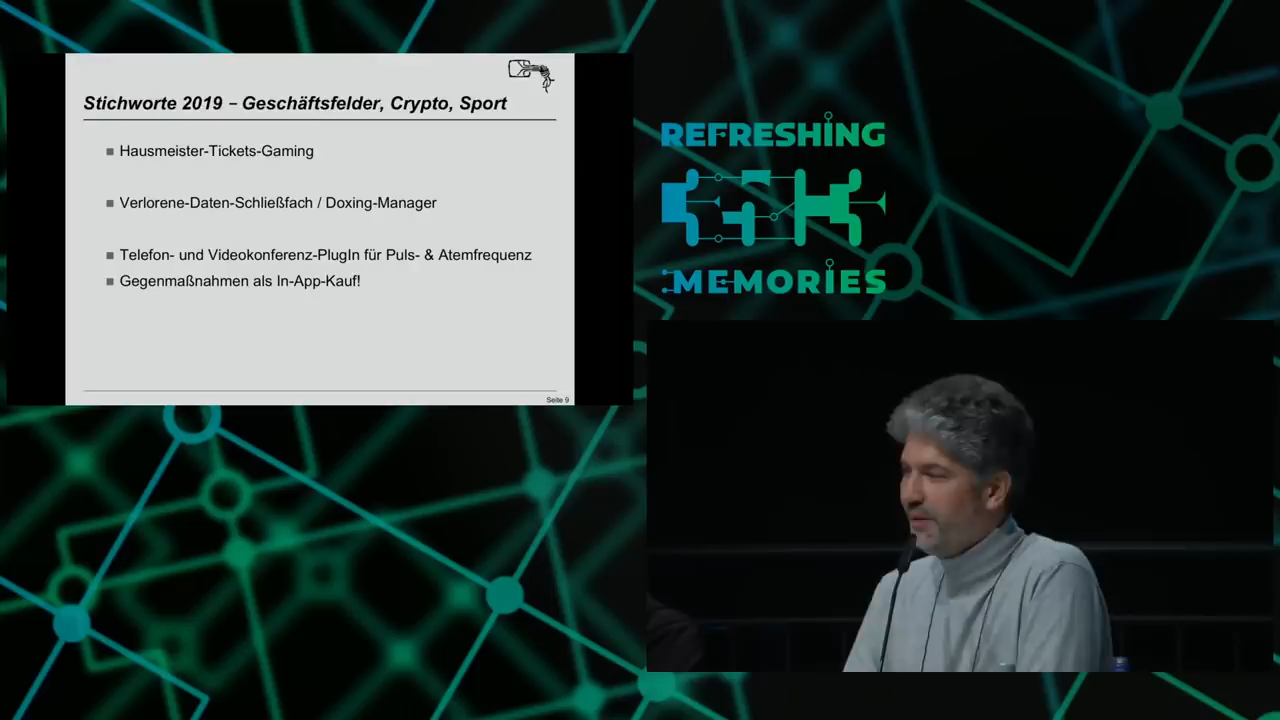 Stichworte 2019 – Geschäftsfelder, Crypto, Sport
Hausmeister-Tickets-Gaming
Verlorene-Daten-Schließfach / Doxing-Manager
Telefon- und Videokonferenz-PlugIn für Puls- & Atemfrequenz
Gegenmaßnahmen als In-App-Kauf!
Seite 9
REFRESHING
MEMORIES